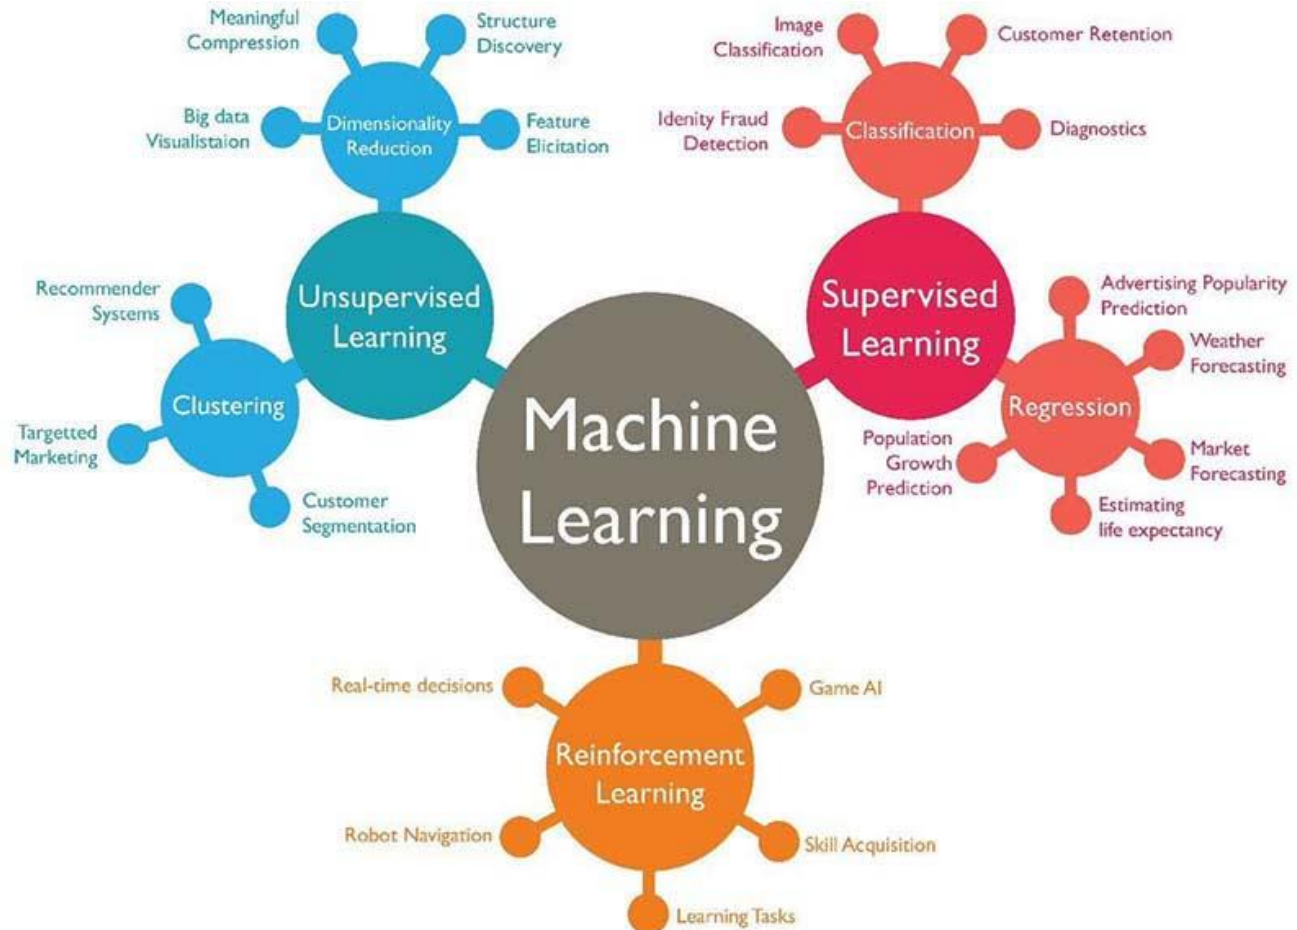 Meaningful
Compression
Structure
Discovery
Big data
Visualistaion
Dimensionality
Reduction
Feature
Elicitation
Image
Classification
Customer Retention
Idenity Fraud
Detection
Classification
Diagnostics
Recommender
Systems
Unsupervised
Learning
Clustering
Targetted
Marketing
Customer
Segmentation
Supervised
Learning
Advertising Popularity
Prediction
Weather
Forecasting
Regression
Population
Growth
Prediction
Market
Forecasting
Estimating
life expectancy
Machine
Learning
Real-time decisions
Game AI
Reinforcement
Learning
Robot Navigation
Skill Acquisition
Learning Tasks